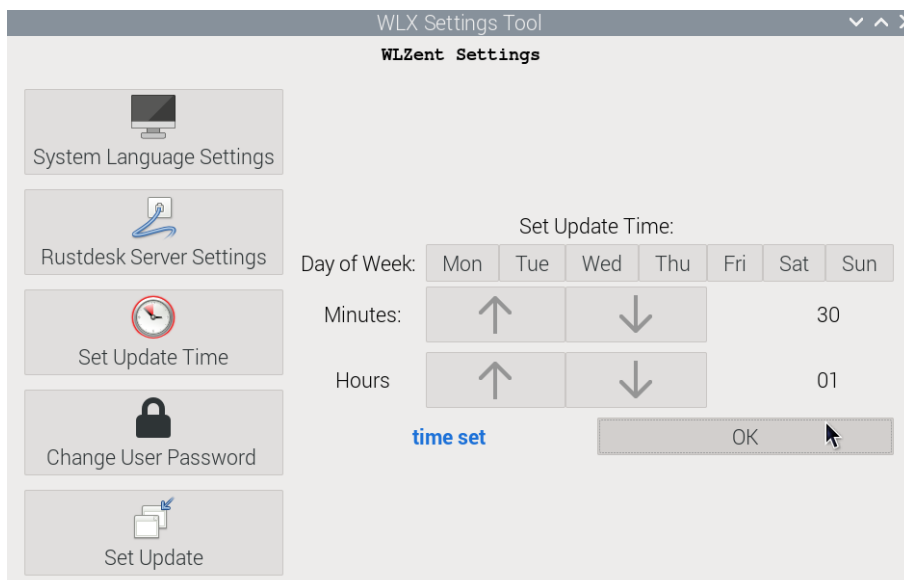 WLX Settings Tool
WLZent Settings
System Language Settings
Rustdesk Server Settings
Set Update Time
Change User Password
Set Update
Set Update Time:
Day of Week: Mon Tue Wed Thu Fri Sat Sun
Minutes: 30
Hours 01
time set OK